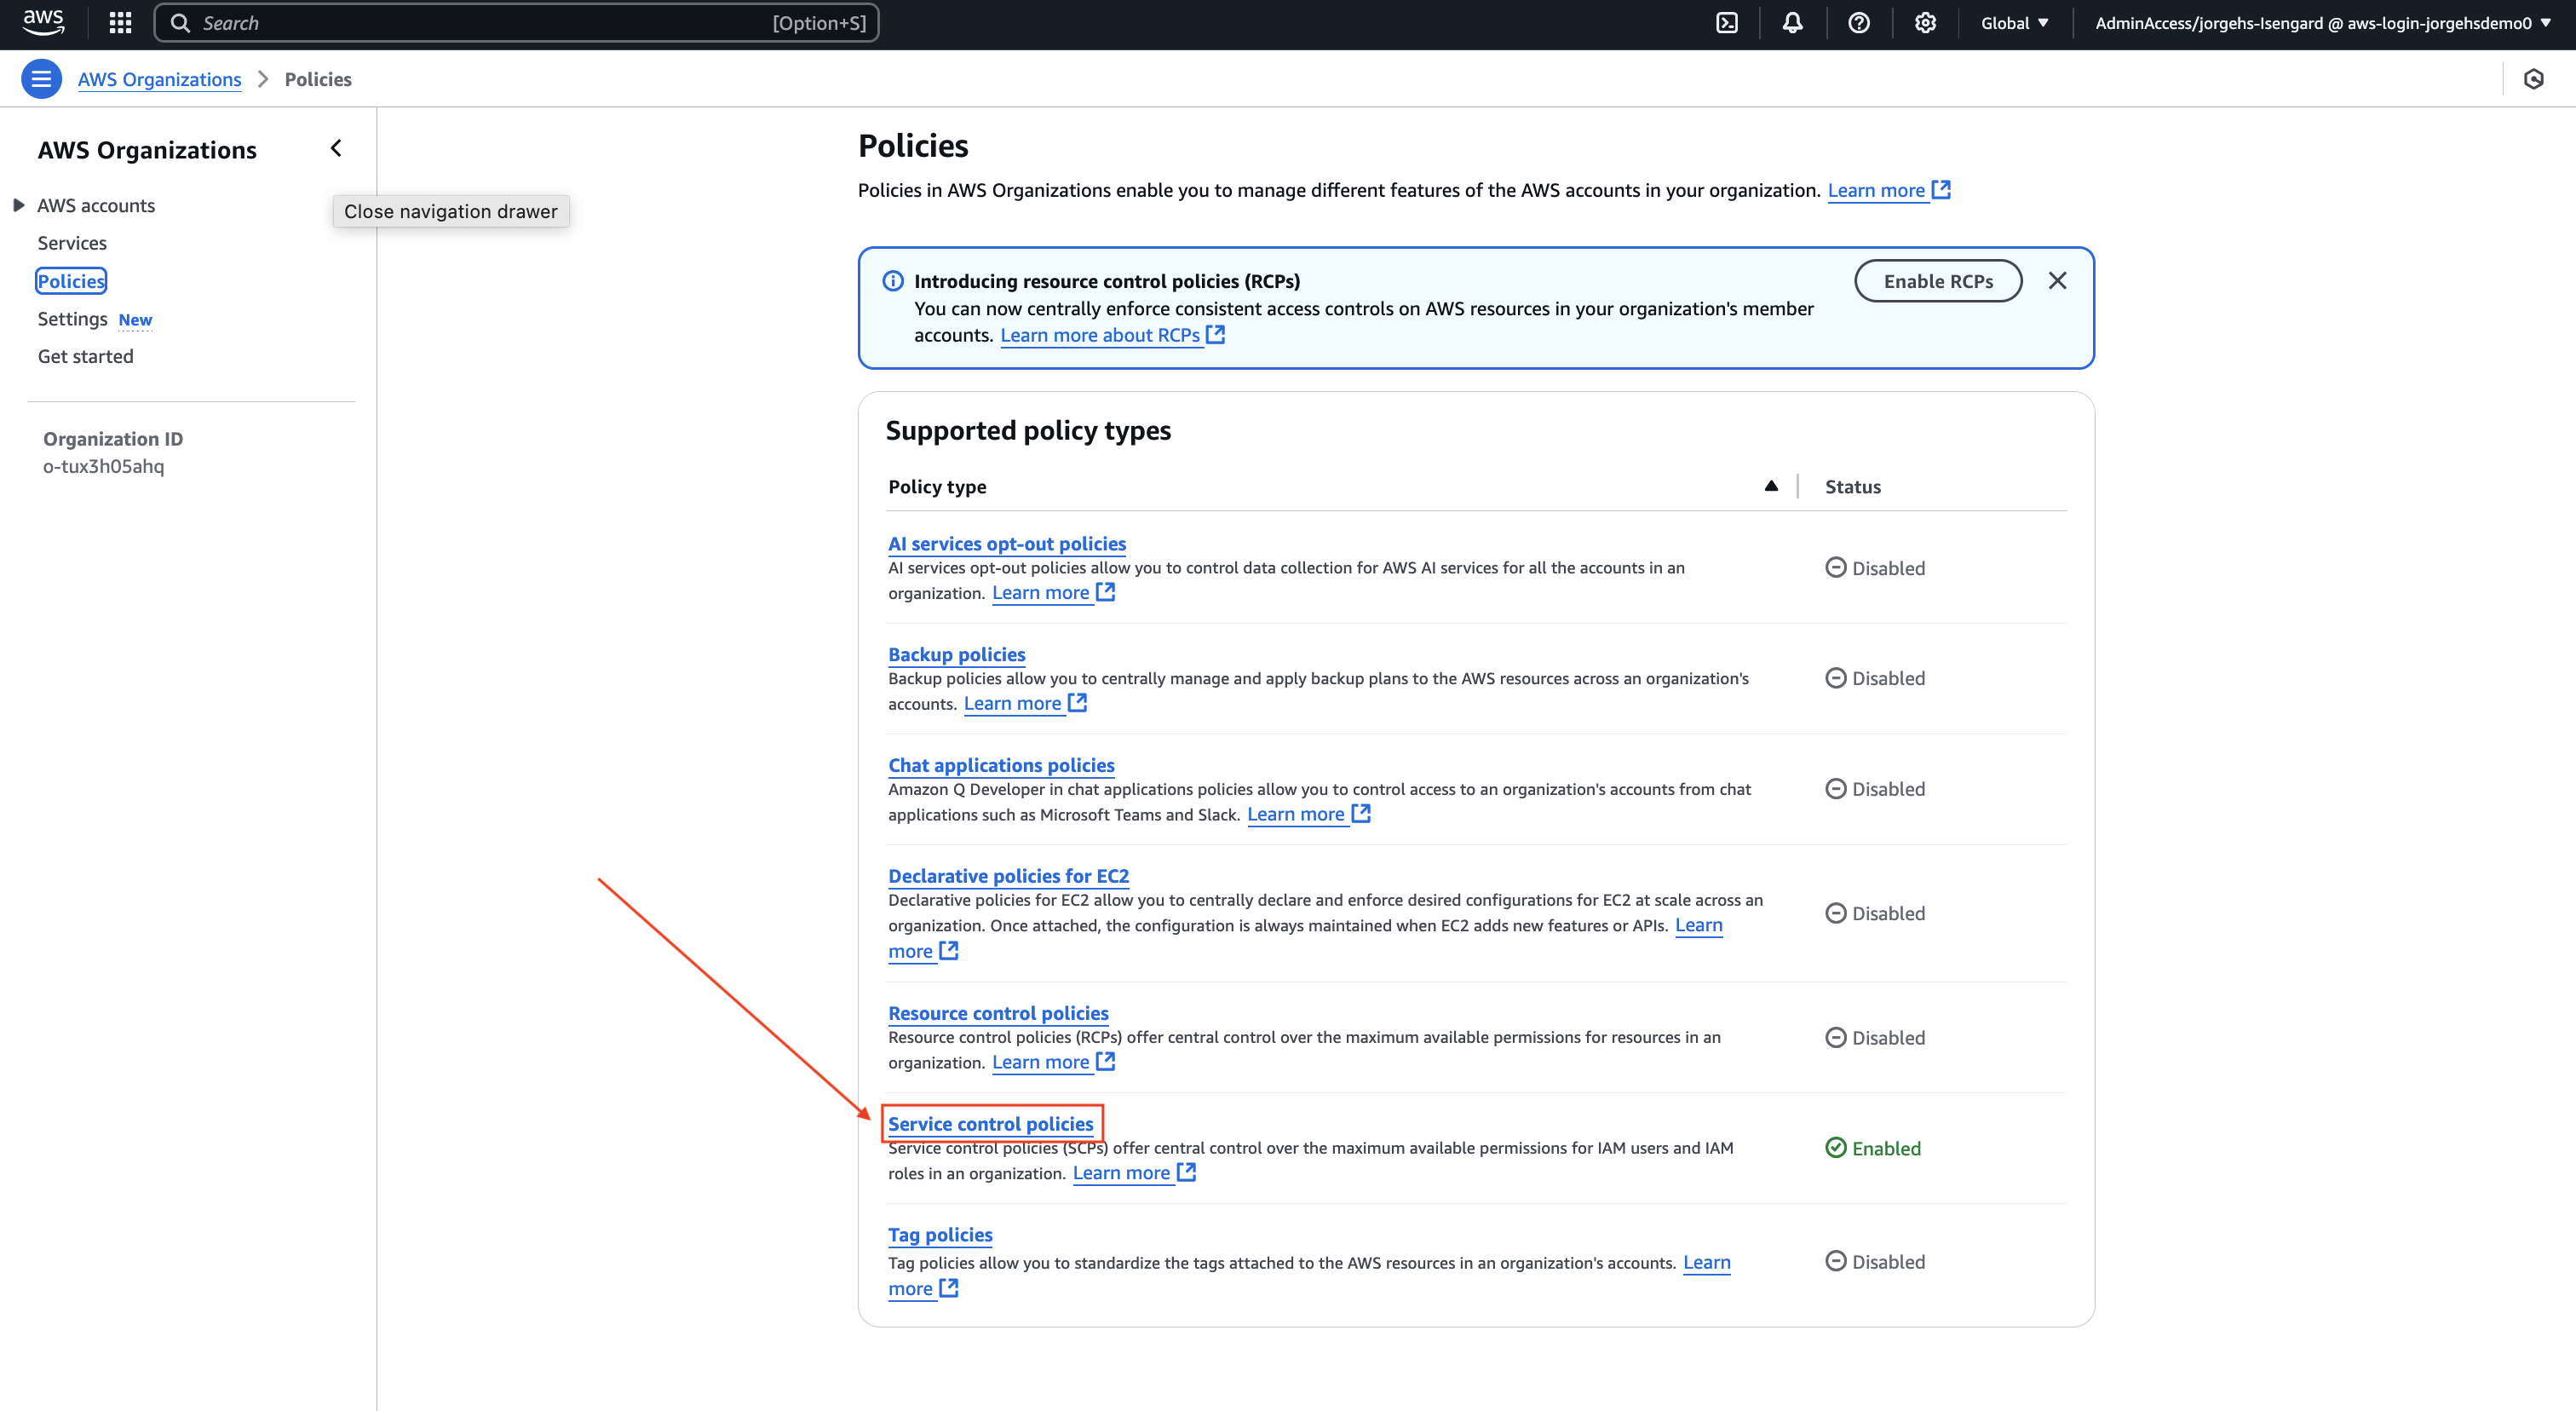 aws
Search
[Option+S]
Global
AdminAccess/jorgehs-Isengard @ aws-login-jorgehsdemo0
AWS Organizations
Policies
AWS Organizations
AWS accounts
Close navigation drawer
Services
Policies
Settings New
Get started
Organization ID
o-tux3h05ahq
Policies
Policies in AWS Organizations enable you to manage different features of the AWS accounts in your organization. Learn more
Introducing resource control policies (RCPs)
Enable RCPs
You can now centrally enforce consistent access controls on AWS resources in your organization's member
accounts. Learn more about RCPs
Supported policy types
Policy type
Status
AI services opt-out policies
AI services opt-out policies allow you to control data collection for AWS AI services for all the accounts in an
organization. Learn more
Disabled
Backup policies
Backup policies allow you to centrally manage and apply backup plans to the AWS resources across an organization's
accounts. Learn more
Disabled
Chat applications policies
Amazon Q Developer in chat applications policies allow you to control access to an organization's accounts from chat
applications such as Microsoft Teams and Slack. Learn more
Disabled
Declarative policies for EC2
Declarative policies for EC2 allow you to centrally declare and enforce desired configurations for EC2 at scale across an
organization. Once attached, the configuration is always maintained when EC2 adds new features or APIs. Learn
more
Disabled
Resource control policies
Resource control policies (RCPs) offer central control over the maximum available permissions for resources in an
organization. Learn more
Disabled
Service control policies
Service control policies (SCPs) offer central control over the maximum available permissions for IAM users and IAM
roles in an organization. Learn more
Enabled
Tag policies
Tag policies allow you to standardize the tags attached to the AWS resources in an organization's accounts. Learn
more
Disabled